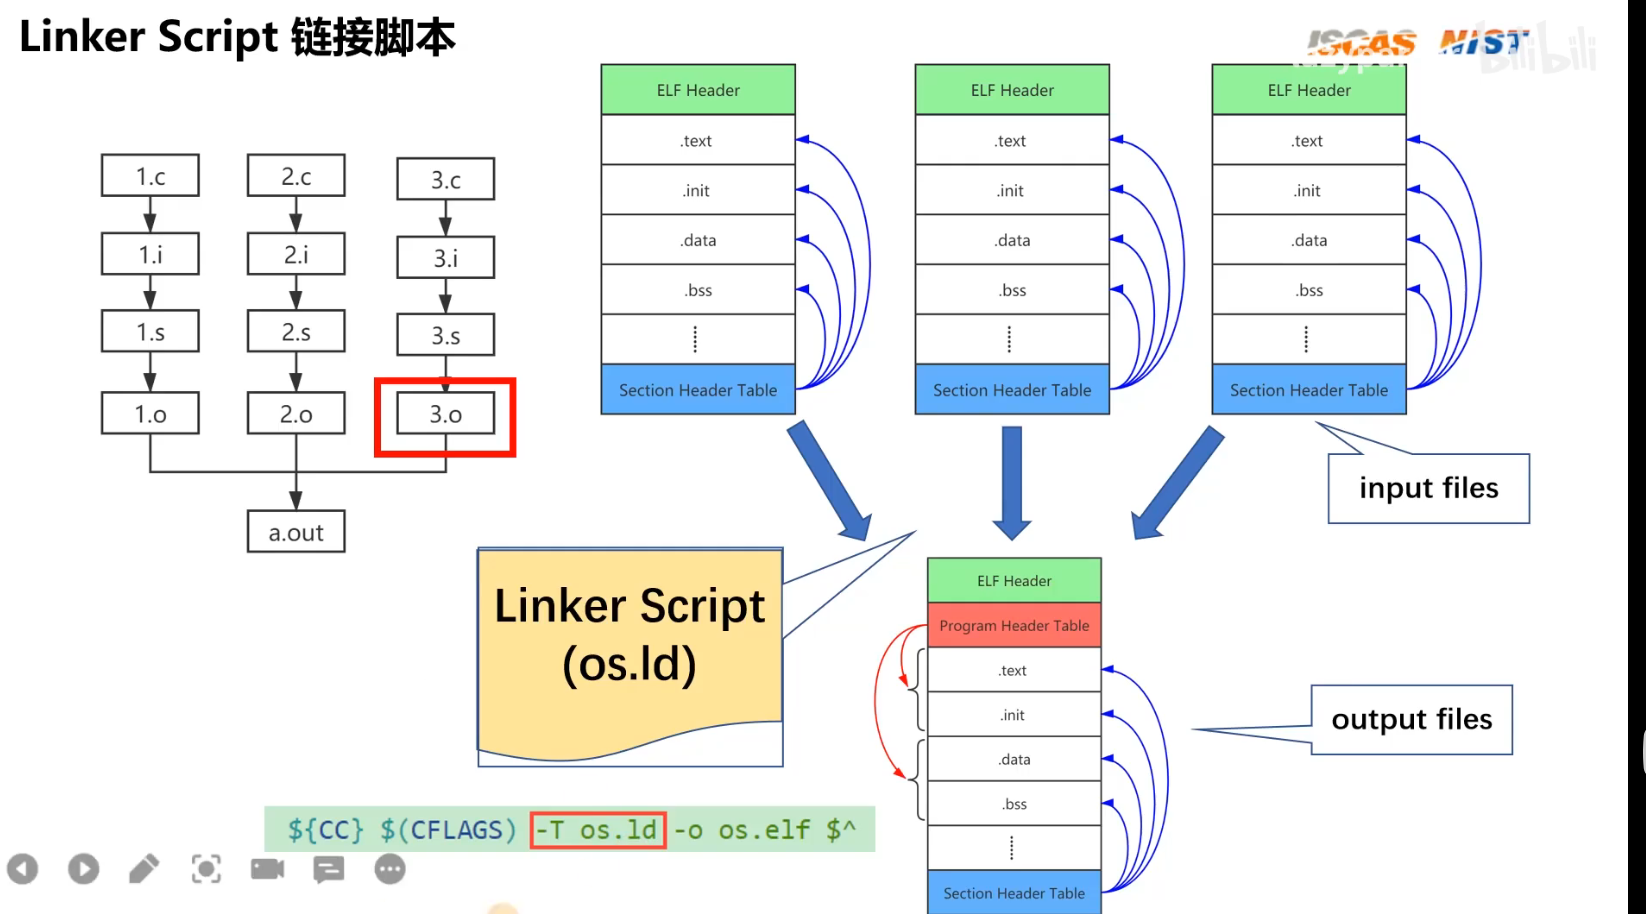 Linker Script 链接脚本
ISCAS NIST
bilibili
1.c
2.c
3.c
1.i
2.i
3.i
1.s
2.s
3.s
1.o
2.o
3.o
a.out
ELF Header
.text
.init
.data
.bss
Section Header Table
ELF Header
.text
.init
.data
.bss
Section Header Table
ELF Header
.text
.init
.data
.bss
Section Header Table
input files
Linker Script
(os.ld)
ELF Header
Program Header Table
.text
.init
.data
.bss
Section Header Table
output files
${CC} $(CFLAGS) -T os.ld -o os.elf $^